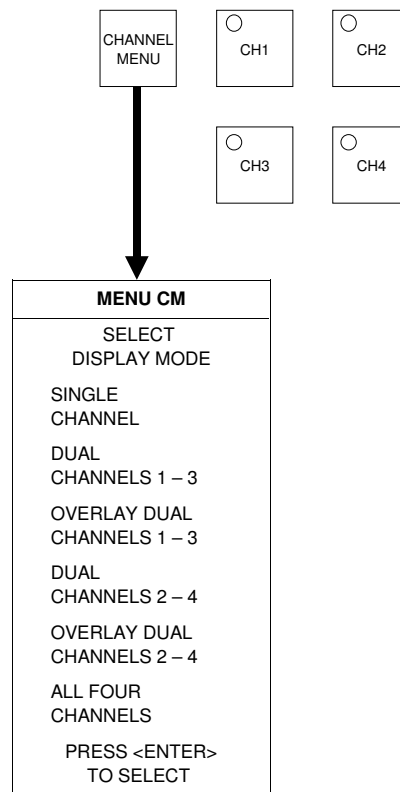 CHANNEL
MENU
CH1
CH2
CH3
CH4
MENU CM
SELECT
DISPLAY MODE
SINGLE
CHANNEL
DUAL
CHANNELS 1 – 3
OVERLAY DUAL
CHANNELS 1 – 3
DUAL
CHANNELS 2 – 4
OVERLAY DUAL
CHANNELS 2 – 4
ALL FOUR
CHANNELS
PRESS <ENTER>
TO SELECT